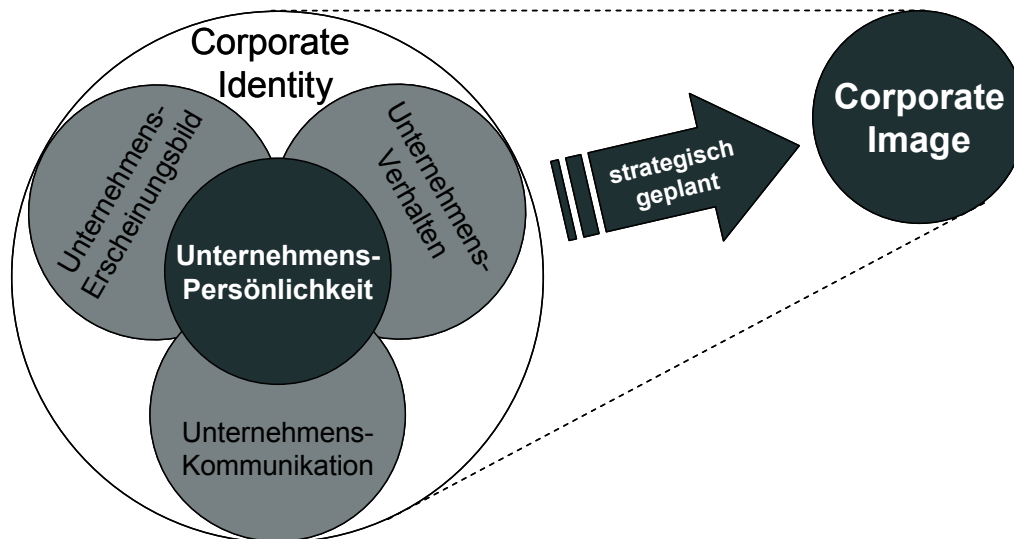 Corporate
Identity
Unternehmens-
Erscheinungsbild
Unternehmens-
Verhalten
Unternehmens-
Persönlichkeit
Unternehmens-
Kommunikation
strategisch
geplant
Corporate
Image